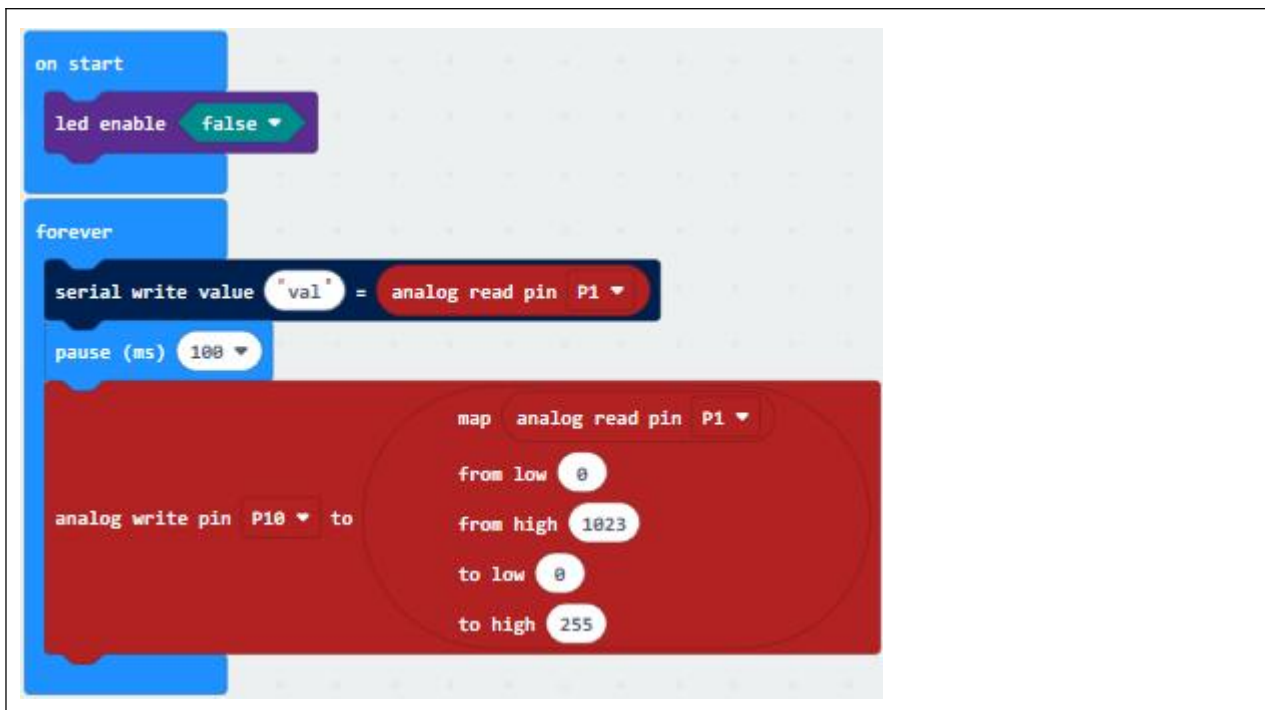 on start
led enable false
forever
serial write value "val" = analog read pin P1
pause (ms) 100
analog write pin P10 to
map analog read pin P1
from low 0
from high 1023
to low 0
to high 255